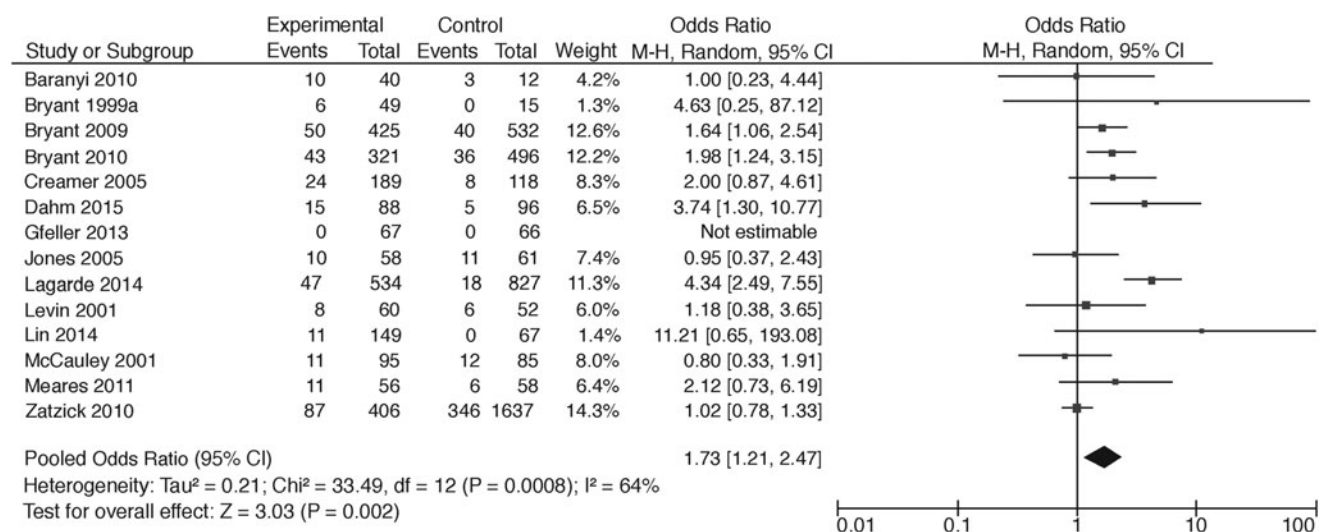 Experimental Control Odds Ratio Odds Ratio
Study or Subgroup Events Total Events Total Weight M-H, Random, 95% CI M-H, Random, 95% CI
Baranyi 2010 10 40 3 12 4.2% 1.00 [0.23, 4.44]
Bryant 1999a 6 49 0 15 1.3% 4.63 [0.25, 87.12]
Bryant 2009 50 425 40 532 12.6% 1.64 [1.06, 2.54]
Bryant 2010 43 321 36 496 12.2% 1.98 [1.24, 3.15]
Creamer 2005 24 189 8 118 8.3% 2.00 [0.87, 4.61]
Dahm 2015 15 88 5 96 6.5% 3.74 [1.30, 10.77]
Gfeller 2013 0 67 0 66 Not estimable
Jones 2005 10 58 11 61 7.4% 0.95 [0.37, 2.43]
Lagarde 2014 47 534 18 827 11.3% 4.34 [2.49, 7.55]
Levin 2001 8 60 6 52 6.0% 1.18 [0.38, 3.65]
Lin 2014 11 149 0 67 1.4% 11.21 [0.65, 193.08]
McCauley 2001 11 95 12 85 8.0% 0.80 [0.33, 1.91]
Meares 2011 11 56 6 58 6.4% 2.12 [0.73, 6.19]
Zatzick 2010 87 406 346 1637 14.3% 1.02 [0.78, 1.33]
Pooled Odds Ratio (95% CI) 1.73 [1.21, 2.47]
Heterogeneity: Tau² = 0.21; Chi² = 33.49, df = 12 (P = 0.0008); I² = 64%
Test for overall effect: Z = 3.03 (P = 0.002)
0.01 0.1 1 10 100